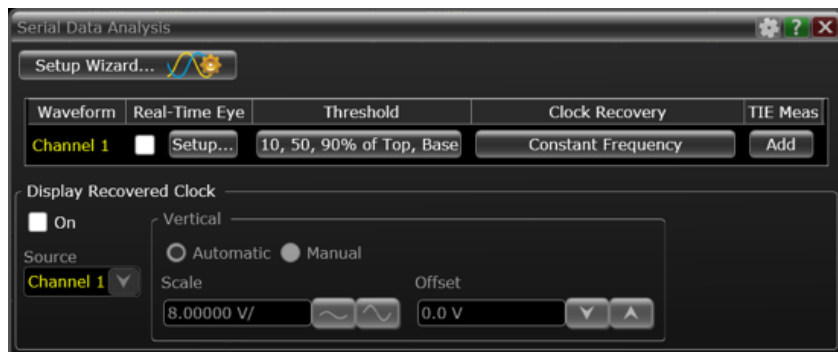 Serial Data Analysis ?  X
Setup Wizard...
Waveform Real-Time Eye Threshold Clock Recovery TIE Meas
Channel 1 Setup... 10, 50, 90% of Top, Base Constant Frequency Add
Display Recovered Clock
On Vertical
Source Automatic Manual
Channel 1 Scale Offset
8.00000 V/ 0.0 V